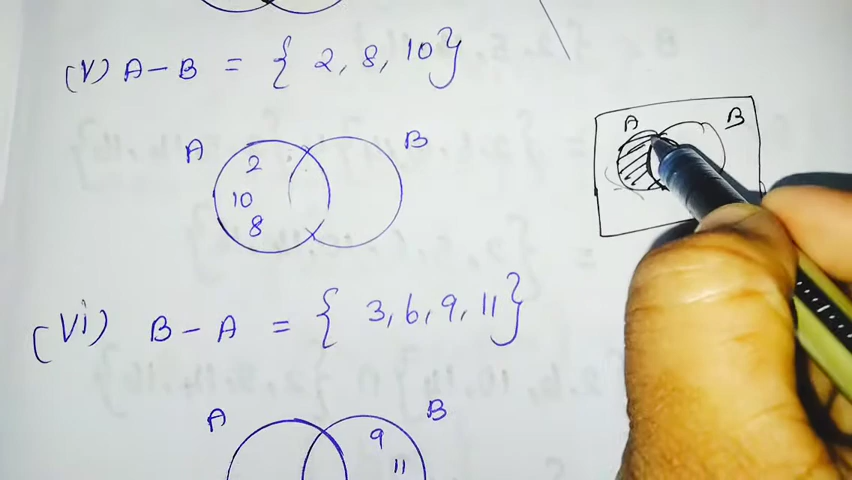 (V) A - B = { 2, 8, 10}
A B
A B
2
10
8
(Vi) B - A = { 3, 6, 9, 11}
A B
9
11